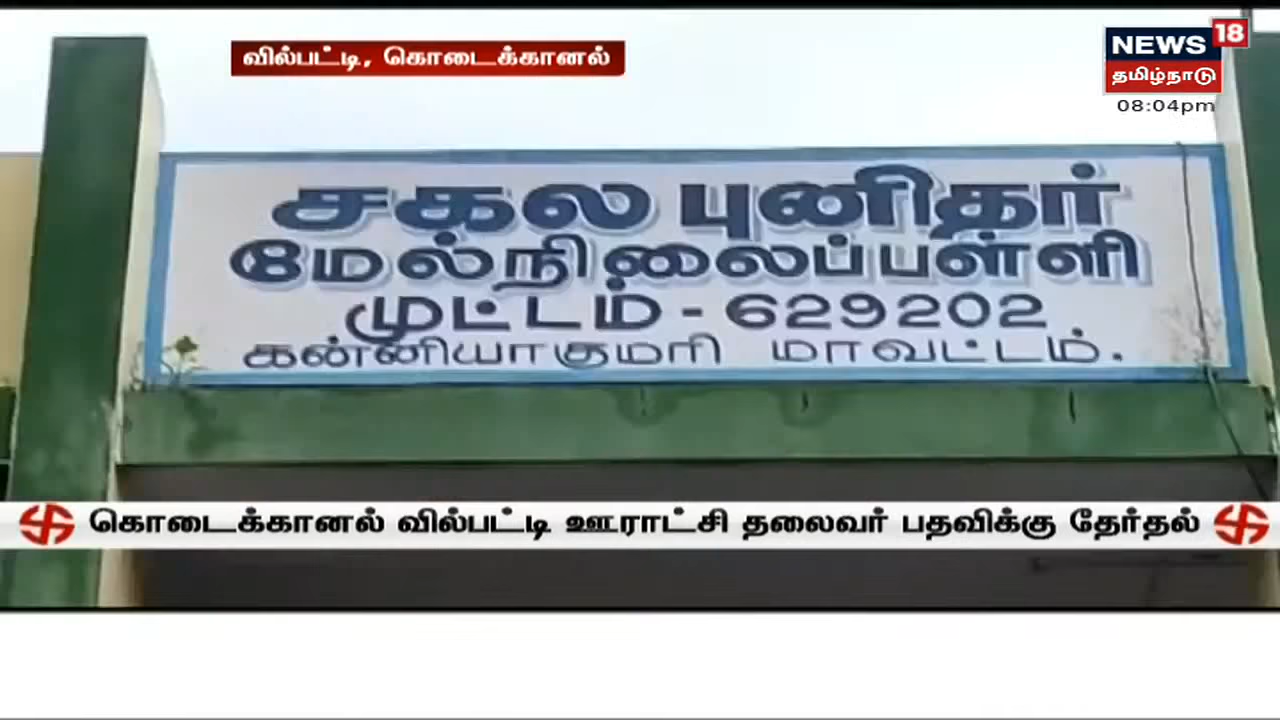 வில்பட்டி, கொடைக்கானல்
NEWS 18
தமிழ்நாடு
08:04pm
சகல புனிதர்
மேல்நிலைப்பள்ளி
முட்டம் - 629202
கன்னியாகுமரி மாவட்டம்.
கொடைக்கானல் வில்பட்டி ஊராட்சி தலைவர் பதவிக்கு தேர்தல்